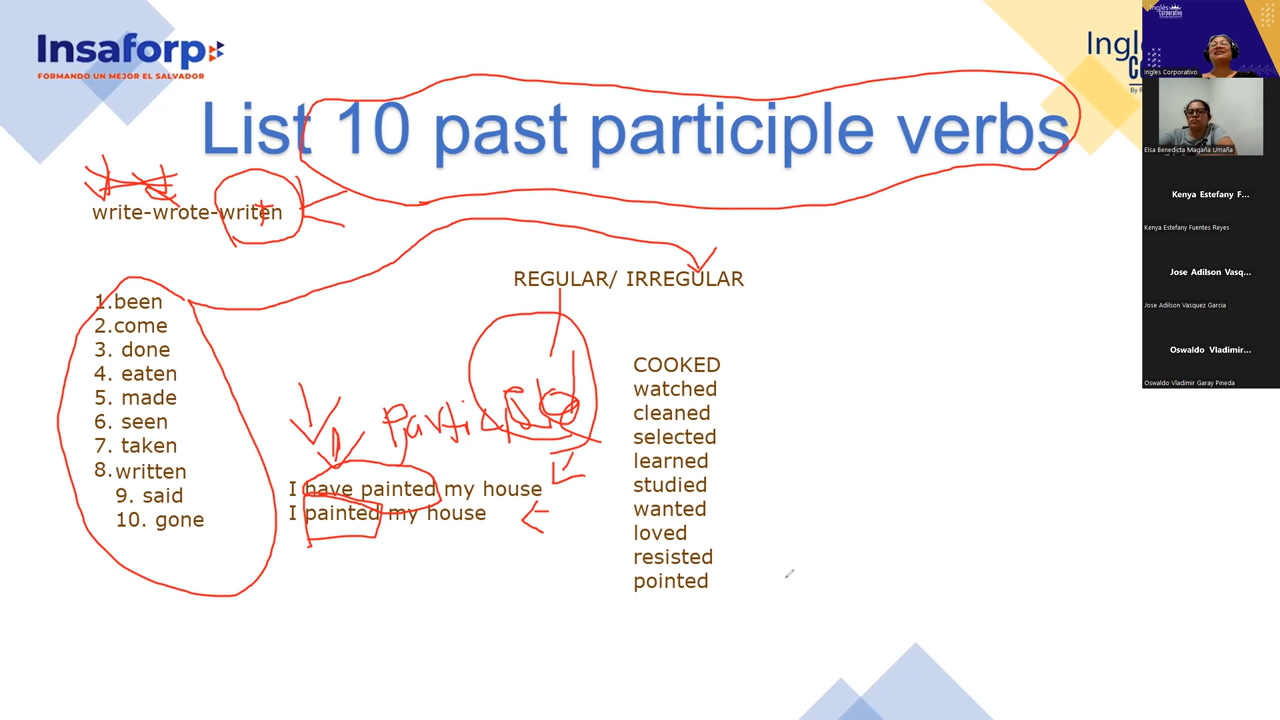 Insaforp
FORMANDO UN MEJOR EL SALVADOR
List 10 past participle verbs
write-wrote-writen
t
REGULAR/ IRREGULAR
1.been
2.come
3. done
4. eaten
5. made
6. seen
7. taken
8. written
9. said
10. gone
I have painted my house
I painted my house
COOKED
watched
cleaned
selected
learned
studied
wanted
loved
resisted
pointed
Inglés Corporativo
Ingles Corporativo
Elsa Benedicta Magaña Umaña
Kenya Estefany F...
Kenya Estefany Fuentes Reyes
Jose Adilson Vasq...
Jose Adilson Vasquez Garcia
Oswaldo Vladimir...
Oswaldo Vladimir Garay Pineda